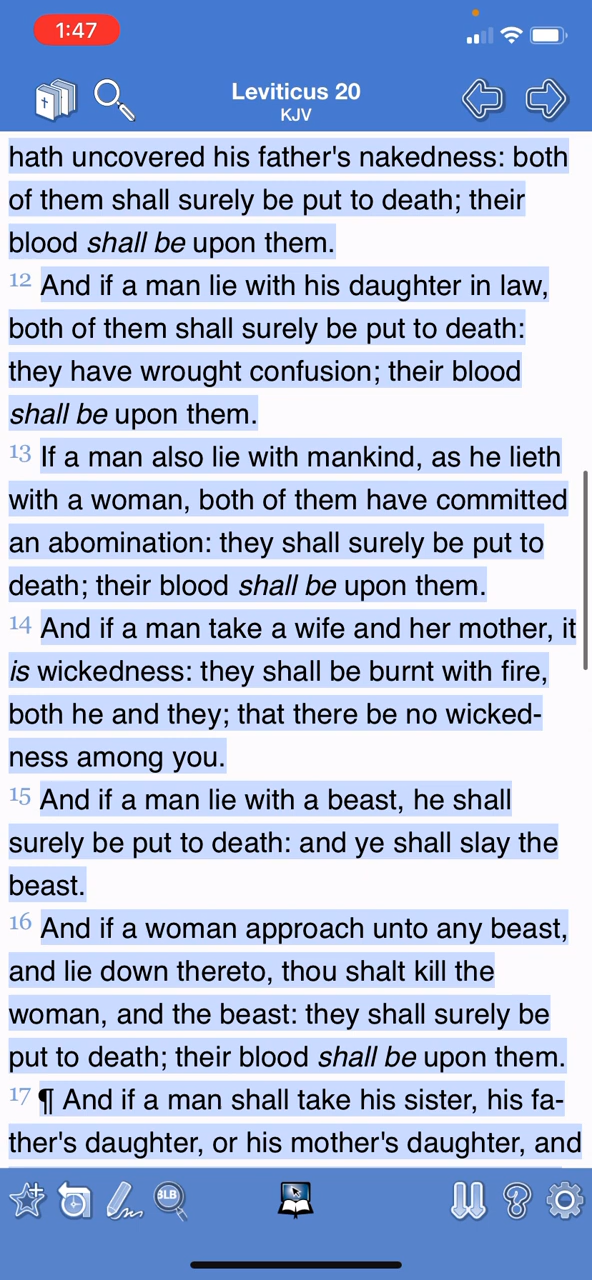 1:47
Leviticus 20
KJV
hath uncovered his father's nakedness: both
of them shall surely be put to death; their
blood shall be upon them.
12 And if a man lie with his daughter in law,
both of them shall surely be put to death:
they have wrought confusion; their blood
shall be upon them.
13 If a man also lie with mankind, as he lieth
with a woman, both of them have committed
an abomination: they shall surely be put to
death; their blood shall be upon them.
14 And if a man take a wife and her mother, it
is wickedness: they shall be burnt with fire,
both he and they; that there be no wicked-
ness among you.
15 And if a man lie with a beast, he shall
surely be put to death: and ye shall slay the
beast.
16 And if a woman approach unto any beast,
and lie down thereto, thou shalt kill the
woman, and the beast: they shall surely be
put to death; their blood shall be upon them.
17 ¶ And if a man shall take his sister, his fa-
ther's daughter, or his mother's daughter, and
BLB